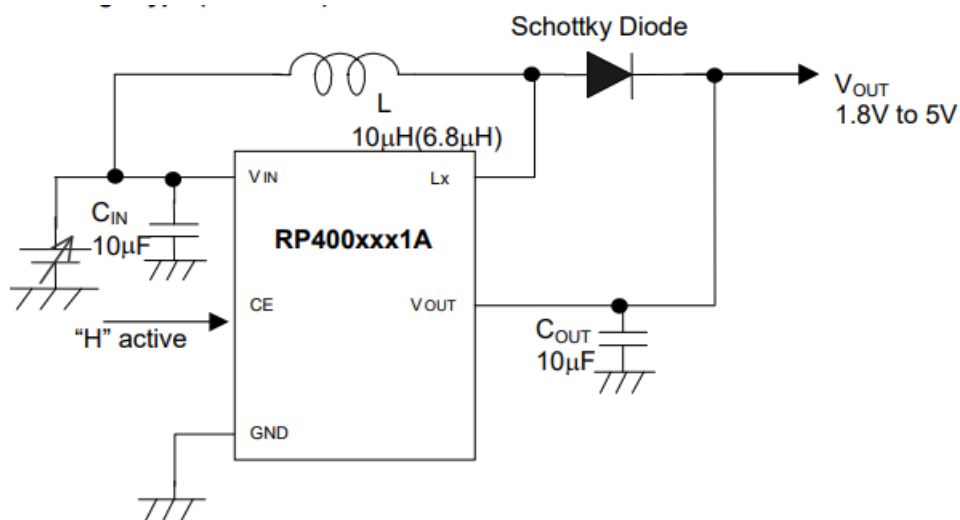 Schottky Diode
L
10μH(6.8μH)
VOUT
1.8V to 5V
VIN
Lx
CIN
10μF
RP400xxx1A
CE
VOUT
"H" active
COUT
10μF
GND